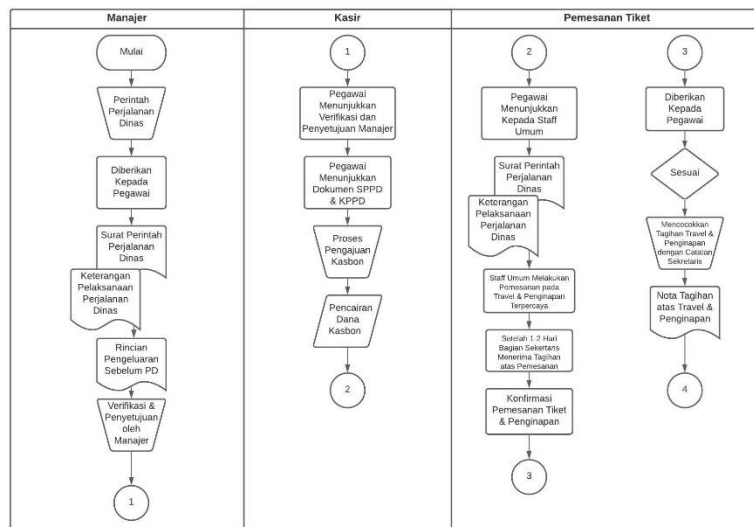 Manajer
Mulai
Perintah
Perjalanan
Dinas
Diberikan
Kepada
Pegawai
Surat Perintah
Perjalanan
Dinas
Keterangan
Pelaksanaan
Perjalanan
Dinas
Rincian
Pengeluaran
Sebelum PD
Verifikasi &
Penyetujuan
oleh
Manajer
1
Kasir
1
Pegawai
Menunjukkan
Verifikasi dan
Penyetujuan Manajer
Pegawai
Menunjukkan
Dokumen SPPD
& KPPD
Proses
Pengajuan
Kasbon
Pencairan
Dana
Kasbon
2
Pemesanan Tiket
2
Pegawai
Menunjukkan
Kepada Staff
Umum
Surat Perintah
Perjalanan
Dinas
Keterangan
Pelaksanaan
Perjalanan
Dinas
Staff Umum Melakukan
Pemesanan pada
Travel & Penginapan
Terpercaya
Setelah 1-2 Hari
Bagian Sekertaris
Menerima Tagihan
atas Pemesanan
Konfirmasi
Pemesanan Tiket
& Penginapan
3
3
Diberikan
Kepada
Pegawai
Sesuai
Mencocokkan
Tagihan Travel &
Penginapan
dengan Catatan
Sekretaris
Nota Tagihan
atas Travel &
Penginapan
4